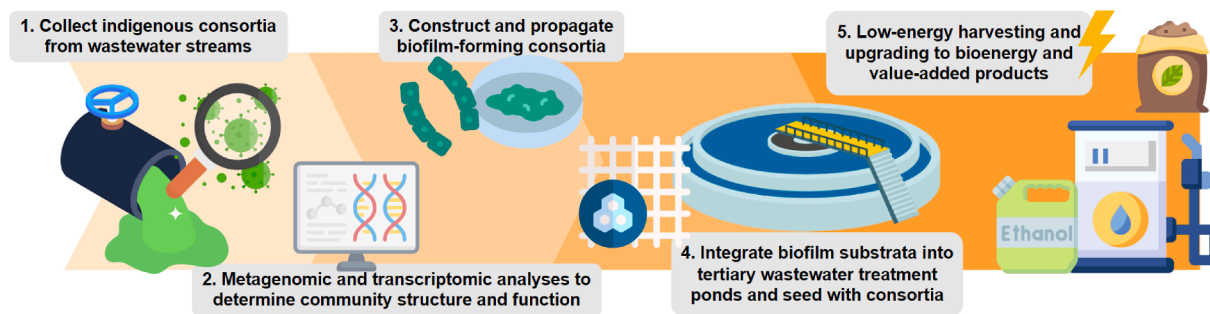 1. Collect indigenous consortia
from wastewater streams
2. Metagenomic and transcriptomic analyses to
determine community structure and function
3. Construct and propagate
biofilm-forming consortia
4. Integrate biofilm substrata into
tertiary wastewater treatment
ponds and seed with consortia
5. Low-energy harvesting and
upgrading to bioenergy and
value-added products
Ethanol